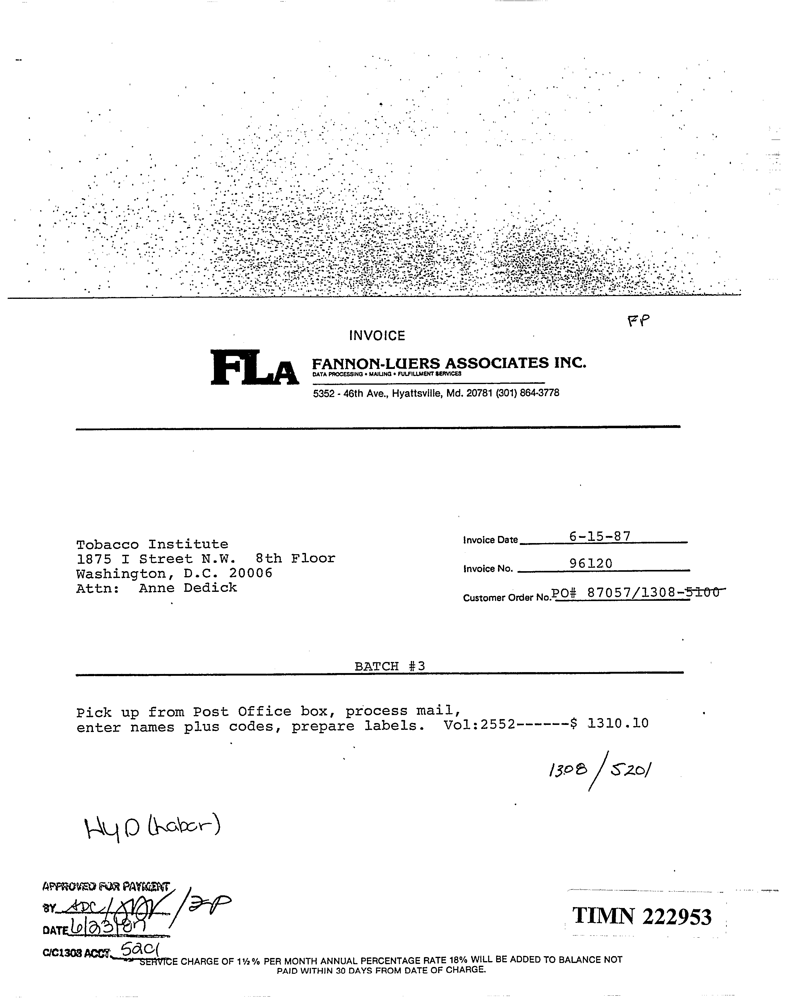 FP
INVOICE
FLA FANNON-LUERS ASSOCIATES INC.
DATA PROCESSING • MAILING • FULFILLMENT SERVICES
5352 - 46th Ave., Hyattsville, Md. 20781 (301) 864-3778
Tobacco Institute
1875 I Street N.W. 8th Floor
Washington, D.C. 20006
Attn: Anne Dedick
Invoice Date 6-15-87
Invoice No. 96120
Customer Order No. PO# 87057/1308-5100
BATCH #3
Pick up from Post Office box, process mail,
enter names plus codes, prepare labels. Vol:2552------$ 1310.10
1308/5201
HyD (Labor)
APPROVED FOR PAYMENT
BY ADC/ /FP
DATE 6/23/87
C/C1308 ACCT. 5201
TIMN 222953
SERVICE CHARGE OF 1½% PER MONTH ANNUAL PERCENTAGE RATE 18% WILL BE ADDED TO BALANCE NOT
PAID WITHIN 30 DAYS FROM DATE OF CHARGE.